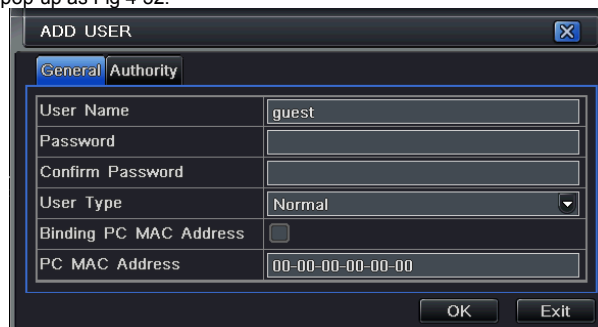 pop-up as Fig 4-32.
ADD USER
General Authority
User Name guest
Password
Confirm Password
User Type Normal
Binding PC MAC Address
PC MAC Address 00-00-00-00-00-00
OK Exit